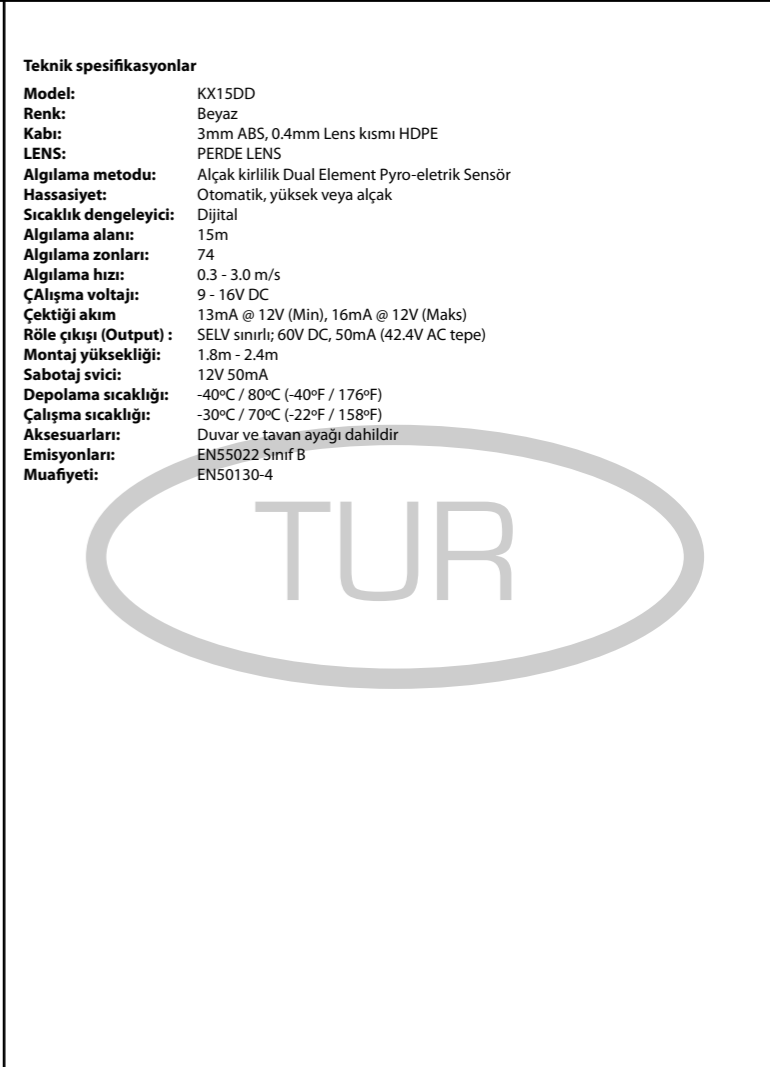 Teknik spesifikasyonlar
Model: KX15DD
Renk: Beyaz
Kabı: 3mm ABS, 0.4mm Lens kısmı HDPE
LENS: PERDE LENS
Algılama metodu: Alçak kirlilik Dual Element Pyro-eletrik Sensör
Hassasiyet: Otomatik, yüksek veya alçak
Sıcaklık dengeleyici: Dijital
Algılama alanı: 15m
Algılama zonları: 74
Algılama hızı: 0.3 - 3.0 m/s
ÇAlışma voltajı: 9 - 16V DC
Çektiği akım 13mA @ 12V (Min), 16mA @ 12V (Maks)
Röle çıkışı (Output) : SELV sınırlı; 60V DC, 50mA (42.4V AC tepe)
Montaj yüksekliği: 1.8m - 2.4m
Sabotaj svici: 12V 50mA
Depolama sıcaklığı: -40ºC / 80ºC (-40ºF / 176ºF)
Çalışma sıcaklığı: -30ºC / 70ºC (-22ºF / 158ºF)
Aksesuarları: Duvar ve tavan ayağı dahildir
Emisyonları: EN55022 Sınıf B
Muafiyeti: EN50130-4
TUR